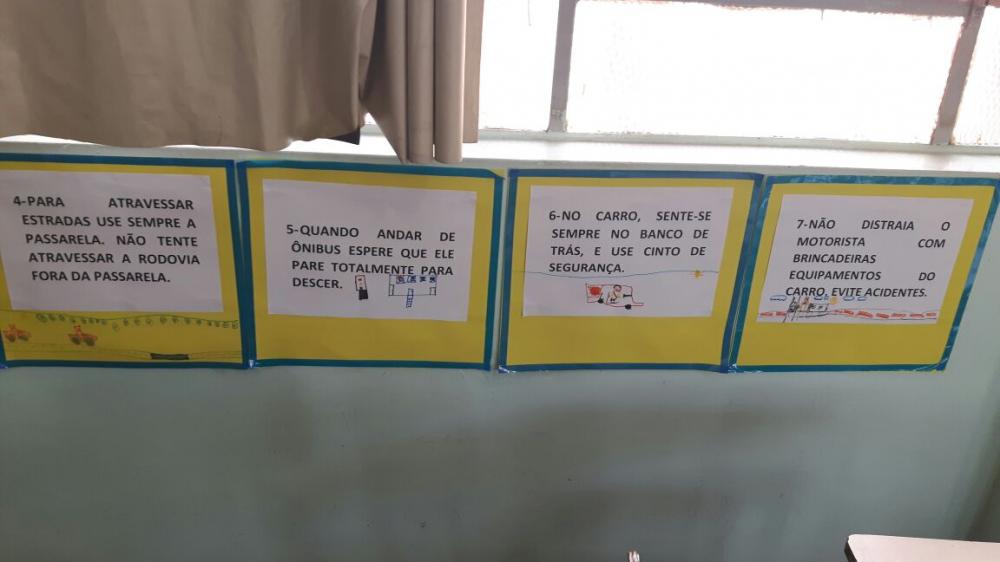 4-PARA ATRAVESSAR
ESTRADAS USE SEMPRE A
PASSARELA. NÃO TENTE
ATRAVESSAR A RODOVIA
FORA DA PASSARELA.
5-QUANDO ANDAR DE
ÔNIBUS ESPERE QUE ELE
PARE TOTALMENTE PARA
DESCER.
6-NO CARRO, SENTE-SE
SEMPRE NO BANCO DE
TRÁS, E USE CINTO DE
SEGURANÇA.
7-NÃO DISTRAIA O
MOTORISTA COM
BRINCADEIRAS
EQUIPAMENTOS DO
CARRO. EVITE ACIDENTES.